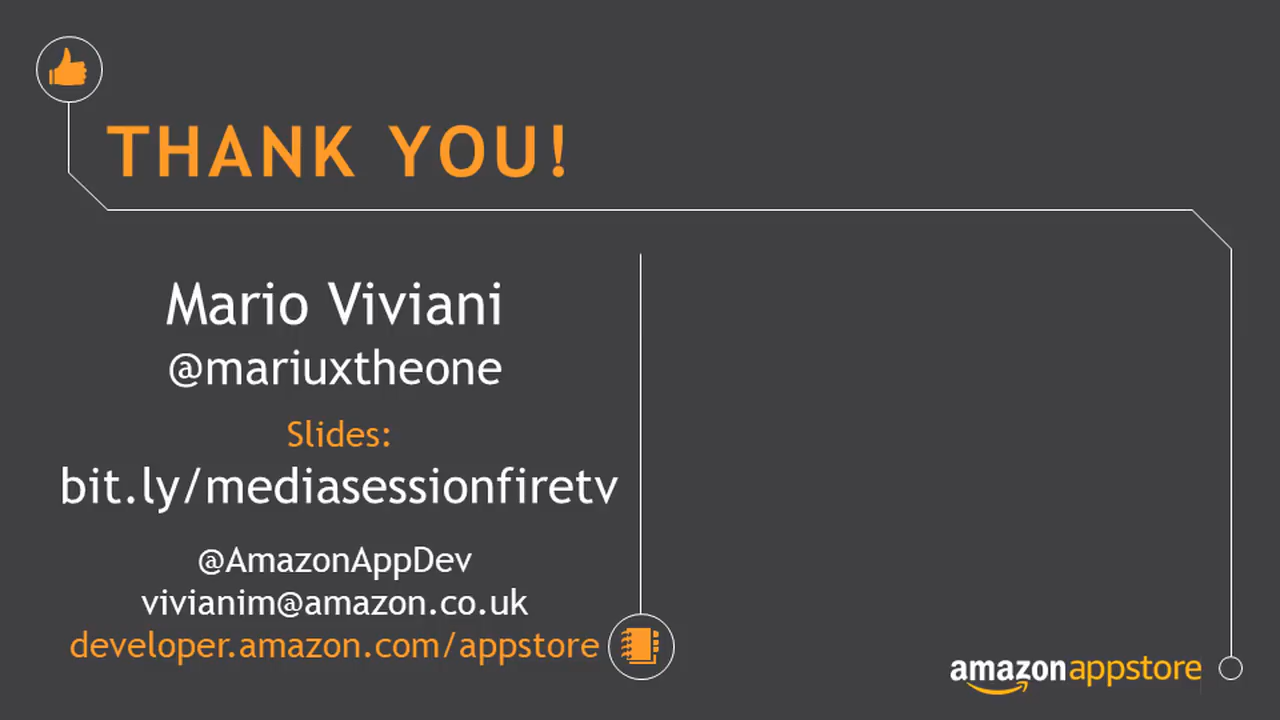 THANK YOU!
Mario Viviani
@mariuxtheone
Slides:
bit.ly/mediasessionfiretv
@AmazonAppDev
vivianim@amazon.co.uk
developer.amazon.com/appstore
amazonappstore